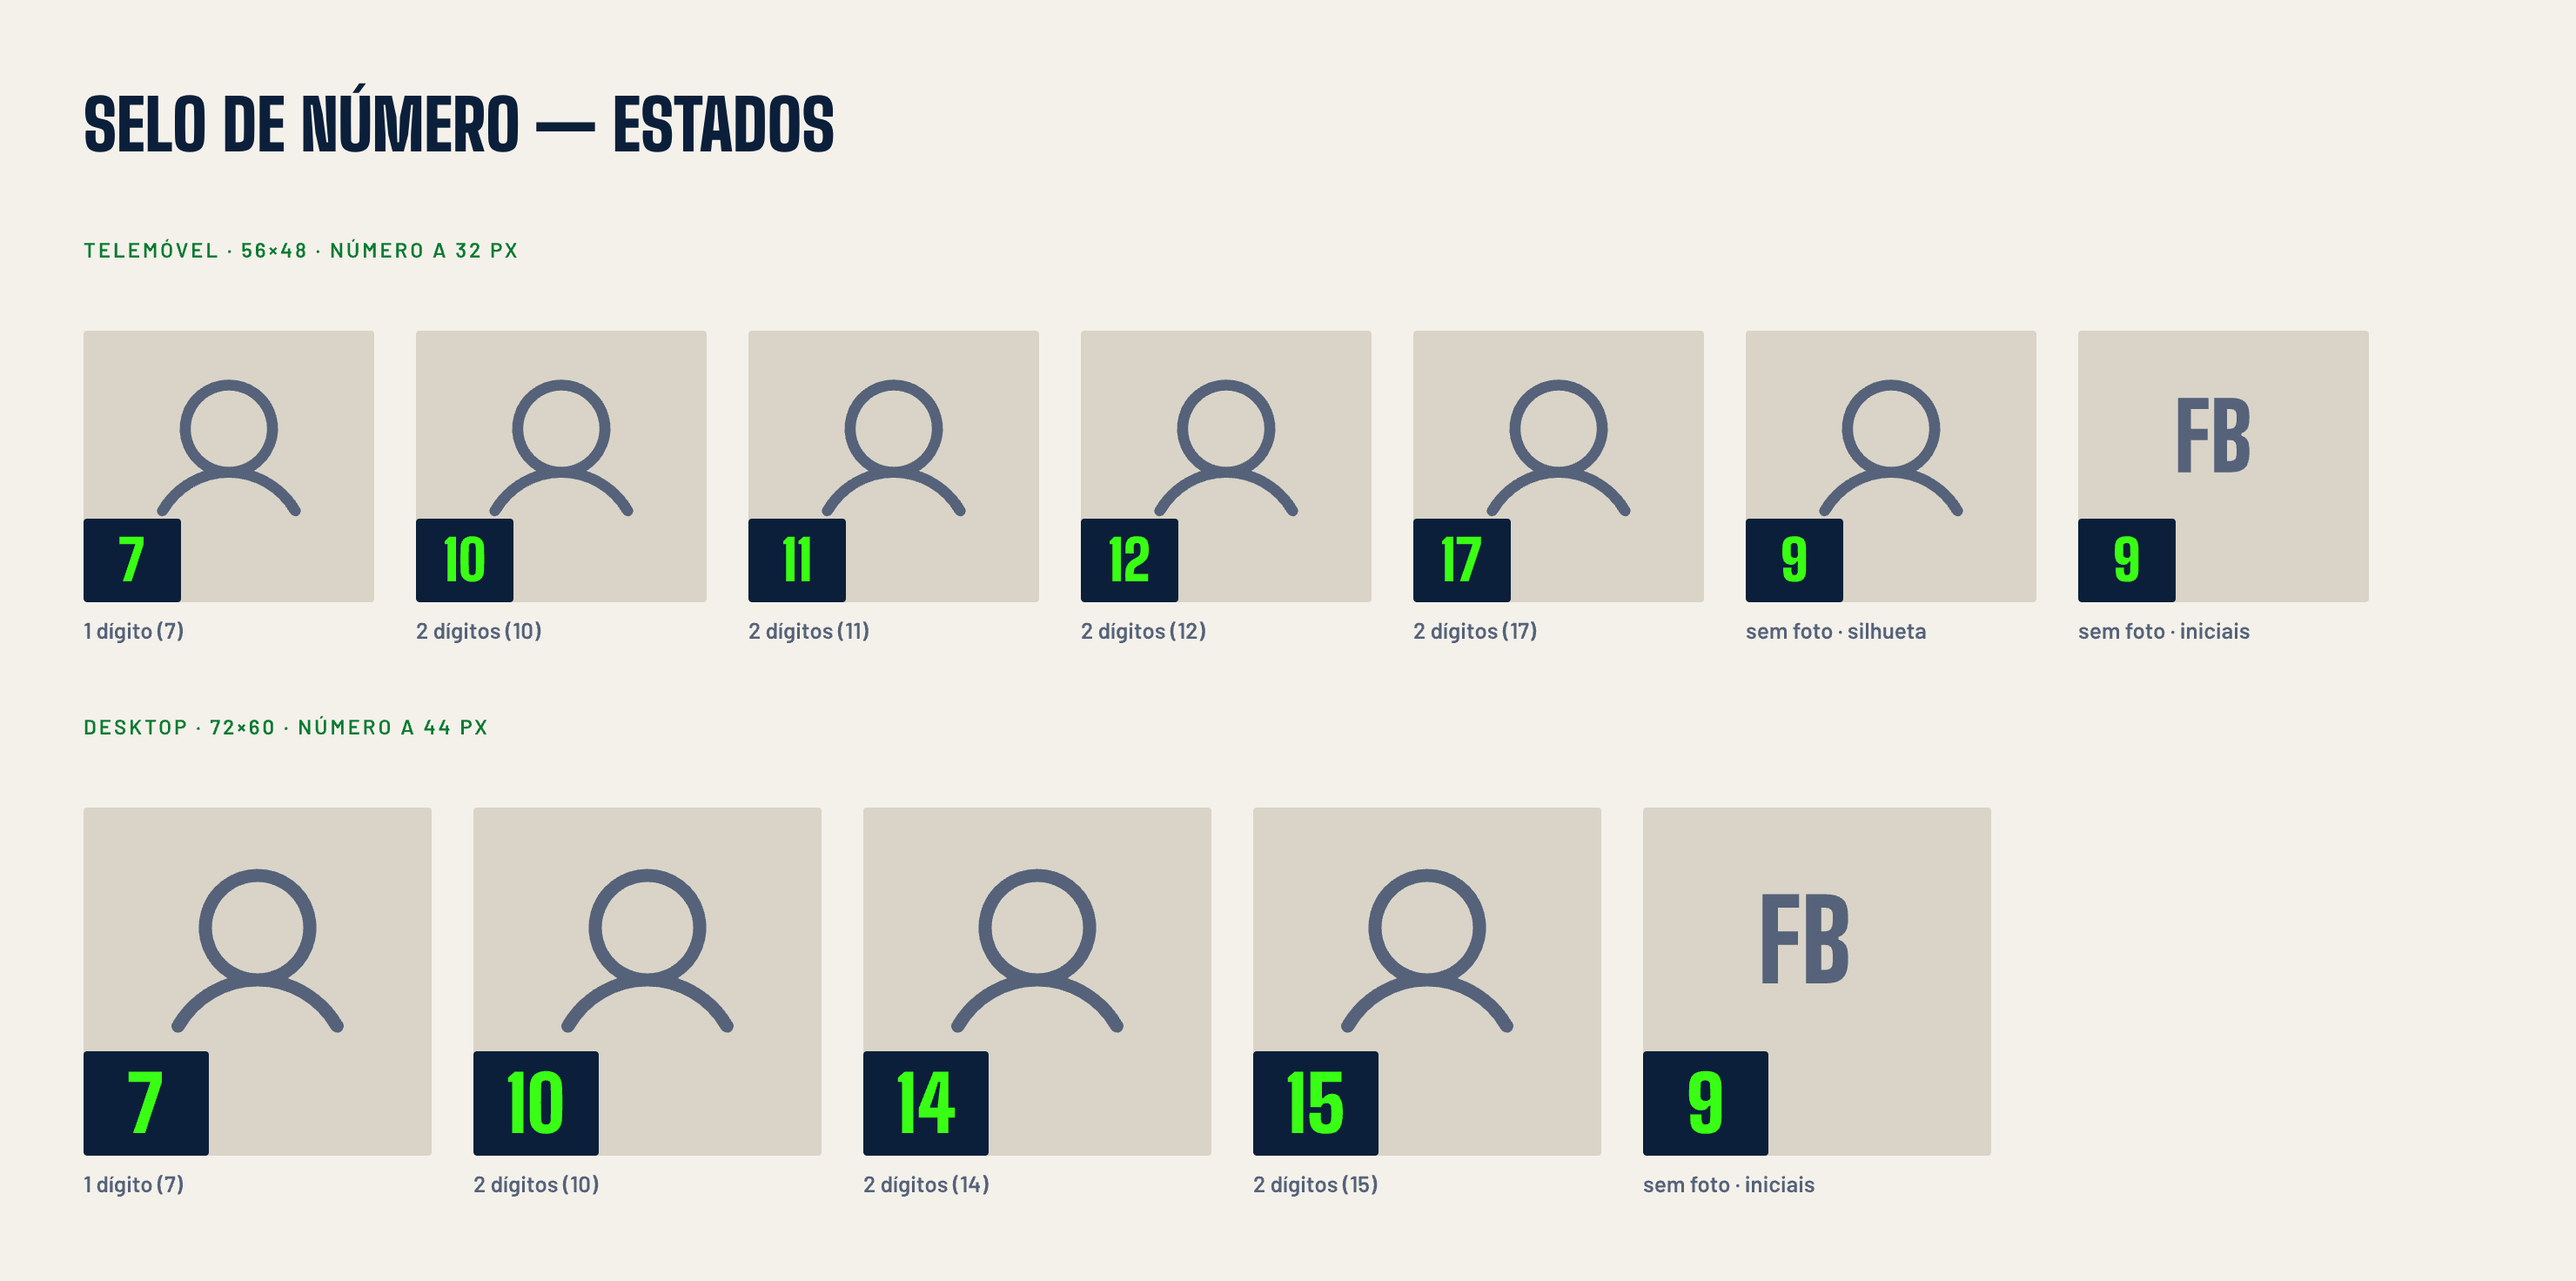 SELO DE NÚMERO — ESTADOS
TELEMÓVEL · 56×48 · NÚMERO A 32 PX
FB
7
10
11
12
17
9
9
1 dígito (7)
2 dígitos (10)
2 dígitos (11)
2 dígitos (12)
2 dígitos (17)
sem foto · silhueta
sem foto · iniciais
DESKTOP · 72×60 · NÚMERO A 44 PX
FB
7
10
14
15
9
1 dígito (7)
2 dígitos (10)
2 dígitos (14)
2 dígitos (15)
sem foto · iniciais